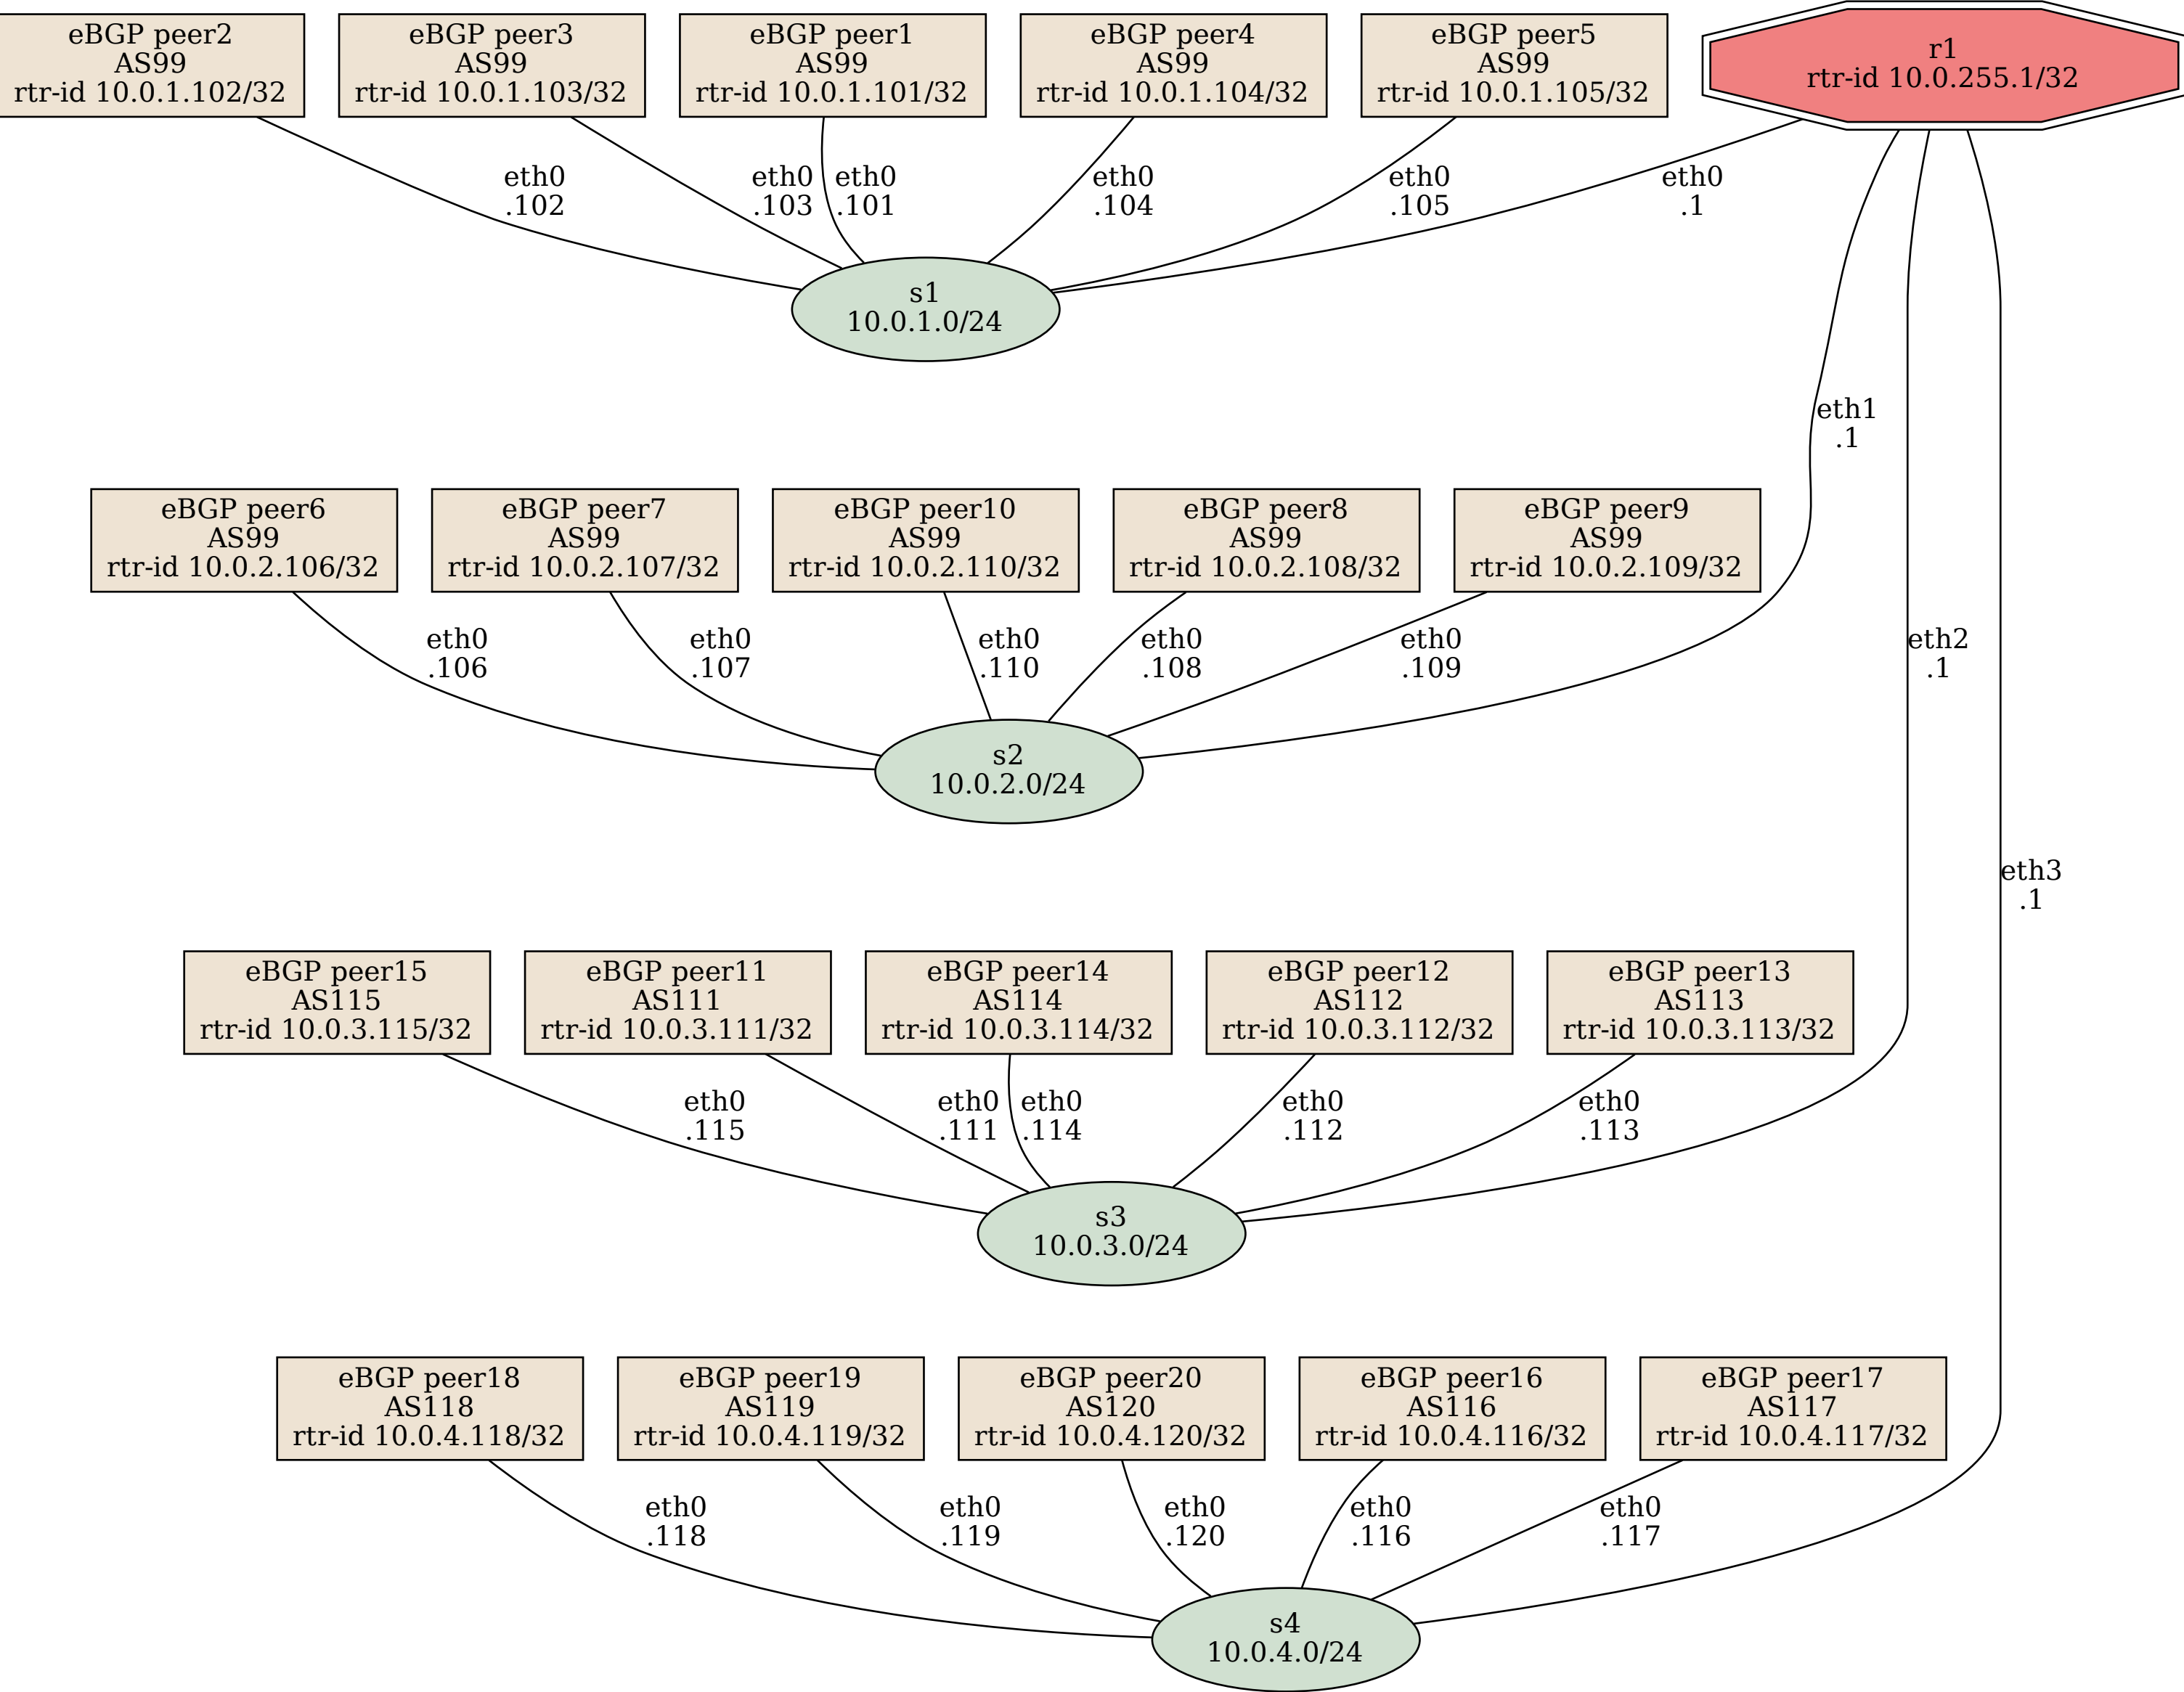 eBGP peer2
AS99
rtr-id 10.0.1.102/32
eBGP peer3
AS99
rtr-id 10.0.1.103/32
eBGP peer1
AS99
rtr-id 10.0.1.101/32
eBGP peer4
AS99
rtr-id 10.0.1.104/32
eBGP peer5
AS99
rtr-id 10.0.1.105/32
r1
rtr-id 10.0.255.1/32
eth0
.102
eth0
.103
eth0
.101
eth0
.104
eth0
.105
eth0
.1
s1
10.0.1.0/24
eth1
.1
eBGP peer6
AS99
rtr-id 10.0.2.106/32
eBGP peer7
AS99
rtr-id 10.0.2.107/32
eBGP peer10
AS99
rtr-id 10.0.2.110/32
eBGP peer8
AS99
rtr-id 10.0.2.108/32
eBGP peer9
AS99
rtr-id 10.0.2.109/32
eth0
.106
eth0
.107
eth0
.110
eth0
.108
eth0
.109
eth2
.1
s2
10.0.2.0/24
eth3
.1
eBGP peer15
AS115
rtr-id 10.0.3.115/32
eBGP peer11
AS111
rtr-id 10.0.3.111/32
eBGP peer14
AS114
rtr-id 10.0.3.114/32
eBGP peer12
AS112
rtr-id 10.0.3.112/32
eBGP peer13
AS113
rtr-id 10.0.3.113/32
eth0
.115
eth0
.111
eth0
.114
eth0
.112
eth0
.113
s3
10.0.3.0/24
eBGP peer18
AS118
rtr-id 10.0.4.118/32
eBGP peer19
AS119
rtr-id 10.0.4.119/32
eBGP peer20
AS120
rtr-id 10.0.4.120/32
eBGP peer16
AS116
rtr-id 10.0.4.116/32
eBGP peer17
AS117
rtr-id 10.0.4.117/32
eth0
.118
eth0
.119
eth0
.120
eth0
.116
eth0
.117
s4
10.0.4.0/24